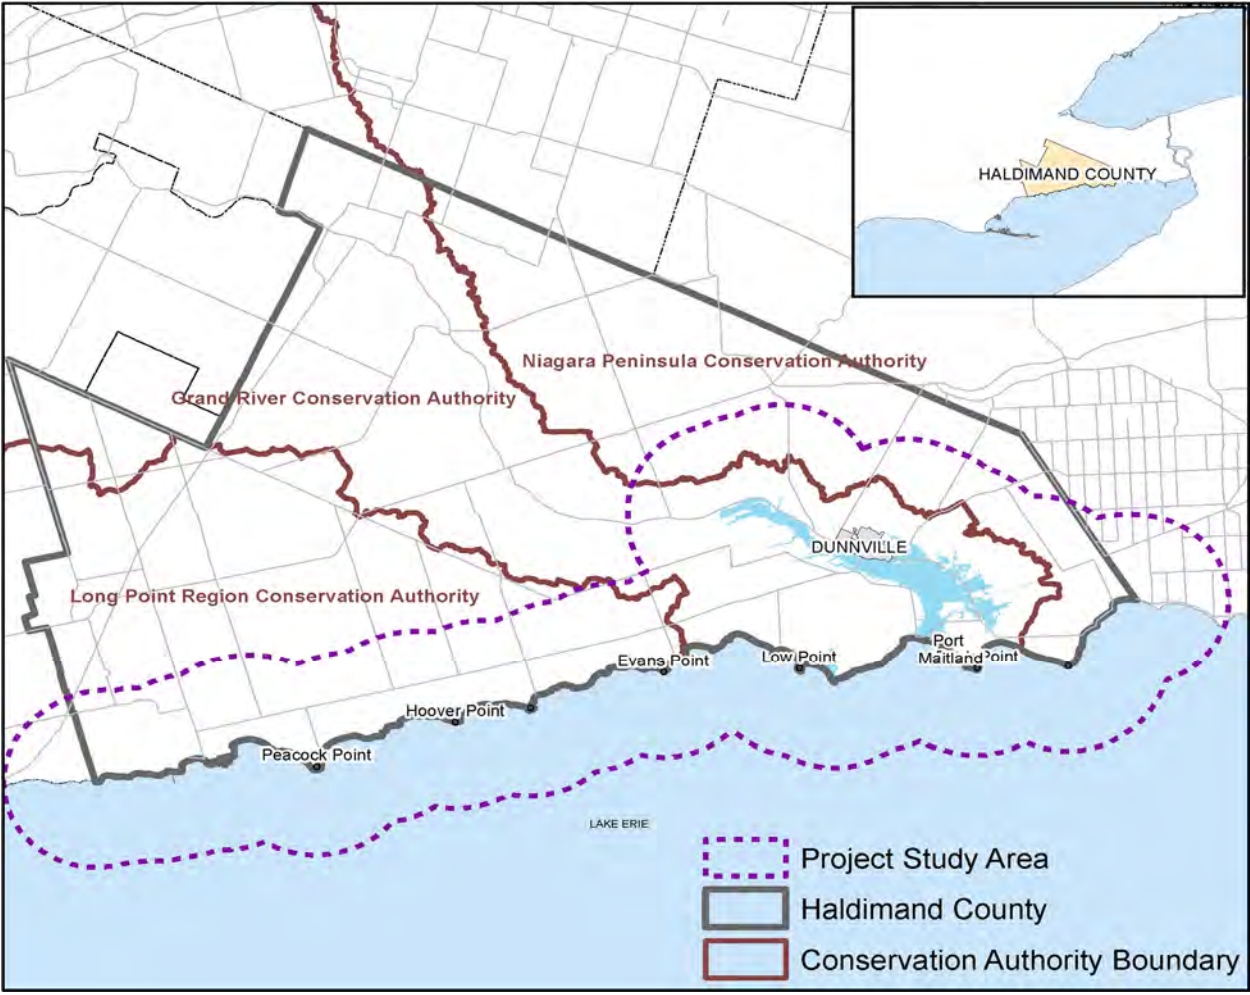 HALDIMAND COUNTY
Niagara Peninsula Conservation Authority
Grand River Conservation Authority
DUNNVILLE
Long Point Region Conservation Authority
Port
Maitland Point
Evans Point
Low Point
Hoover Point
Peacock Point
LAKE ERIE
Project Study Area
Haldimand County
Conservation Authority Boundary